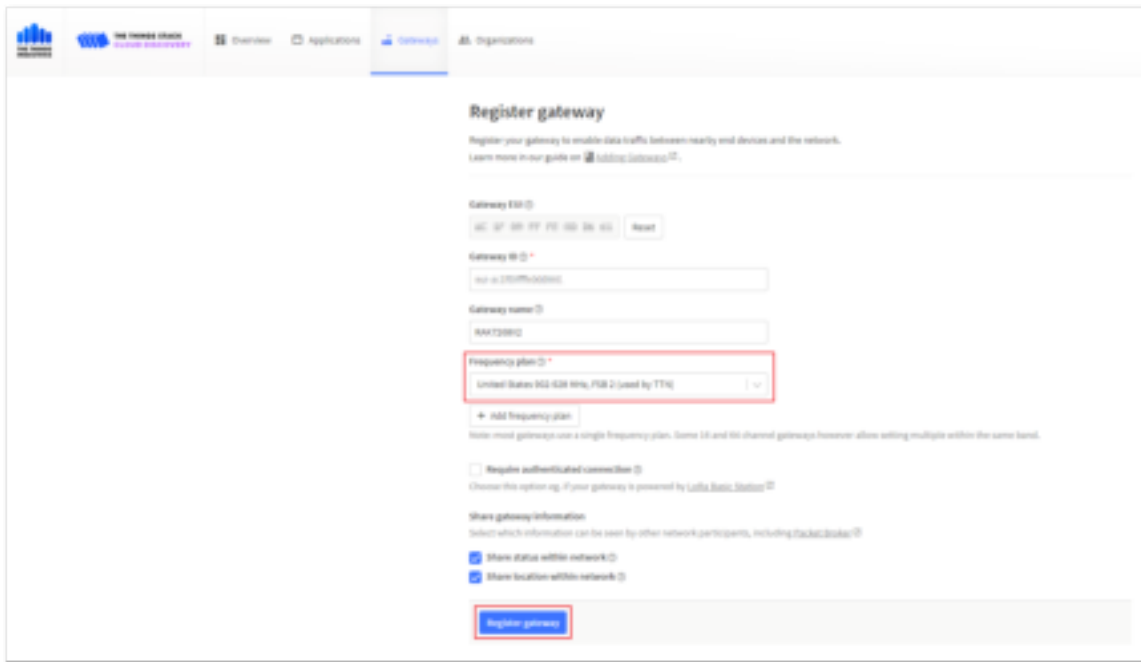 THE THINGS INDUSTRIES
THE THINGS STACK
CLOUD DISCOVERY
Overview
Applications
Gateways
Organizations
Register gateway
Register your gateway to enable data traffic between nearby end devices and the network.
Learn more in our guide on Adding Gateways.
Gateway EUI
Reset
Gateway ID *
Gateway name
Frequency plan *
United States 902-928 MHz, FSB 2 (used by TTN)
+ Add frequency plan
Note: most gateways use a single frequency plan. Some 16 and 64 channel gateways however allow setting multiple within the same band.
Require authenticated connection
Choose this option eg. if your gateway is powered by LoRa Basic Station
Share gateway information
Select which information can be seen by other network participants, including Packet Broker
Share status within network
Share location within network
Register gateway